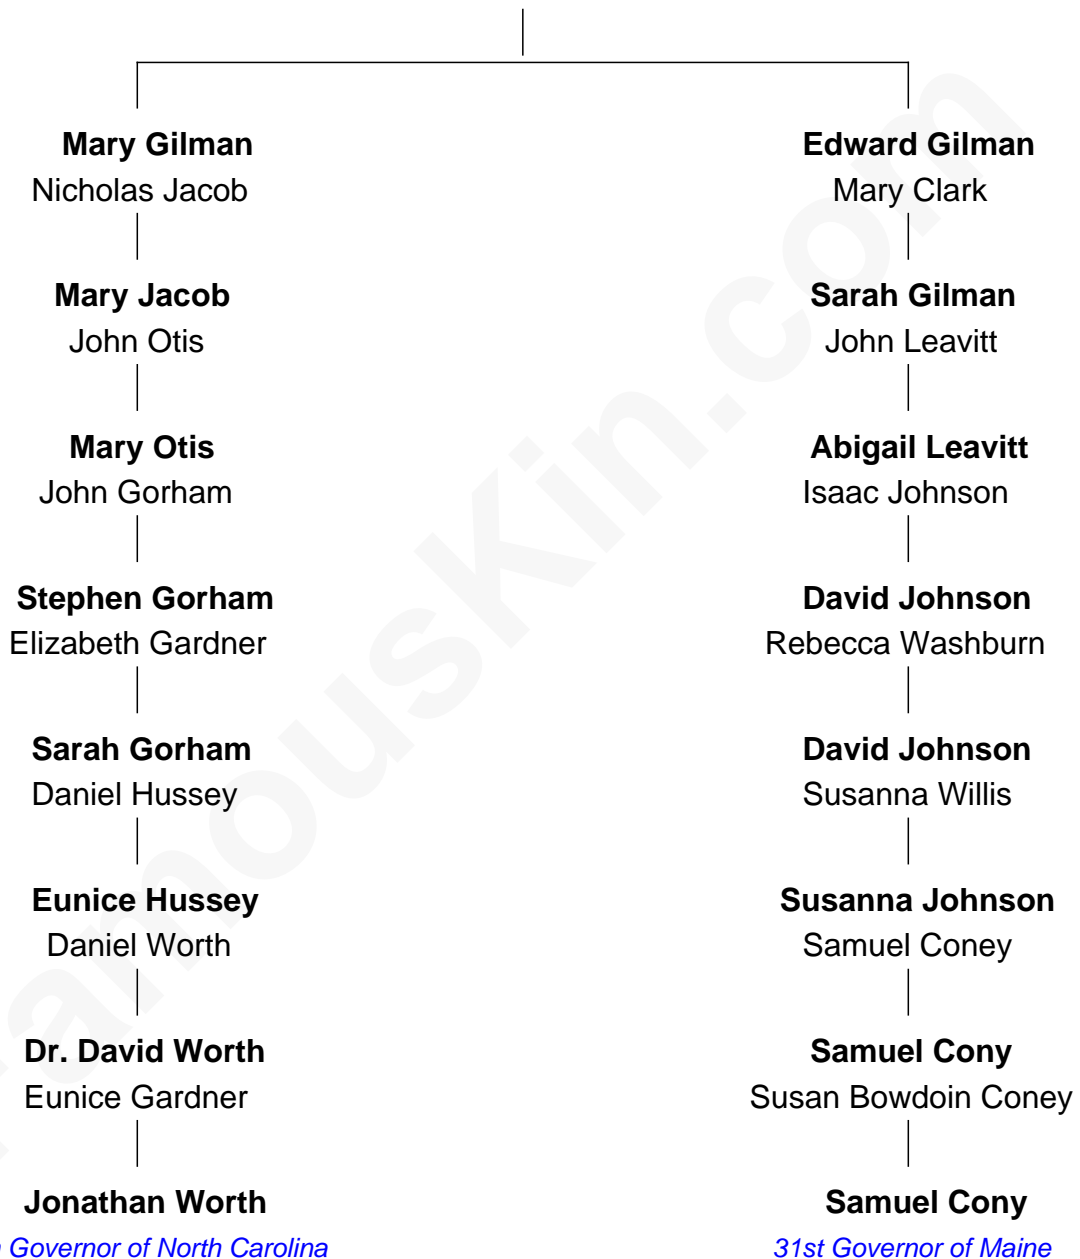 Mary Gilman
Nicholas Jacob
Edward Gilman
Mary Clark
Mary Jacob
John Otis
Sarah Gilman
John Leavitt
Mary Otis
John Gorham
Abigail Leavitt
Isaac Johnson
Stephen Gorham
Elizabeth Gardner
David Johnson
Rebecca Washburn
Sarah Gorham
Daniel Hussey
David Johnson
Susanna Willis
Eunice Hussey
Daniel Worth
Susanna Johnson
Samuel Coney
Dr. David Worth
Eunice Gardner
Samuel Cony
Susan Bowdoin Coney
Jonathan Worth
Governor of North Carolina
Samuel Cony
31st Governor of Maine
FamousKin.com